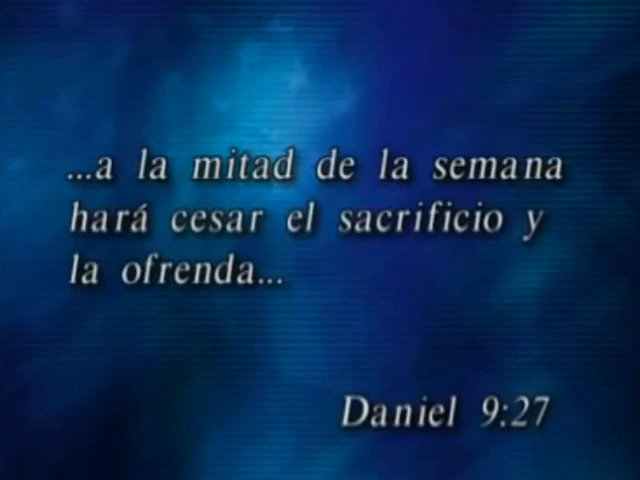 ...a la mitad de la semana
hará cesar el sacrificio y
la ofrenda...
Daniel 9:27